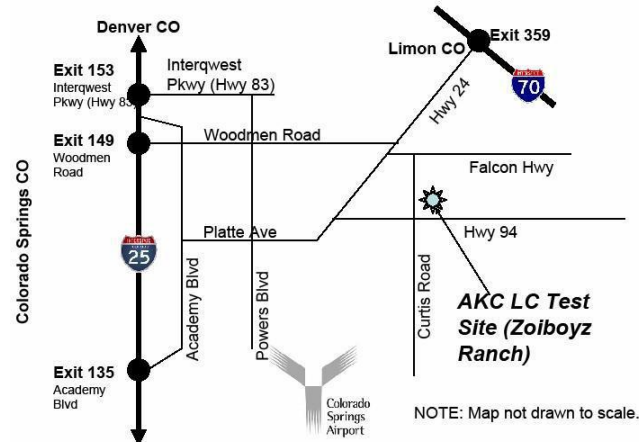 Denver CO
Exit 153
Interqwest
Pkwy (Hwy 83)
Interqwest
Pkwy (Hwy 83)
Limon CO
Exit 359
70
Hwy 24
Exit 149
Woodmen
Road
Woodmen Road
Falcon Hwy
Colorado Springs CO
Platte Ave
Hwy 94
INTERSTATE
25
Academy Blvd
Powers Blvd
Curtis Road
AKC LC Test
Site (Zoiboyz
Ranch)
Exit 135
Academy
Blvd
Colorado
Springs
Airport
NOTE: Map not drawn to scale.